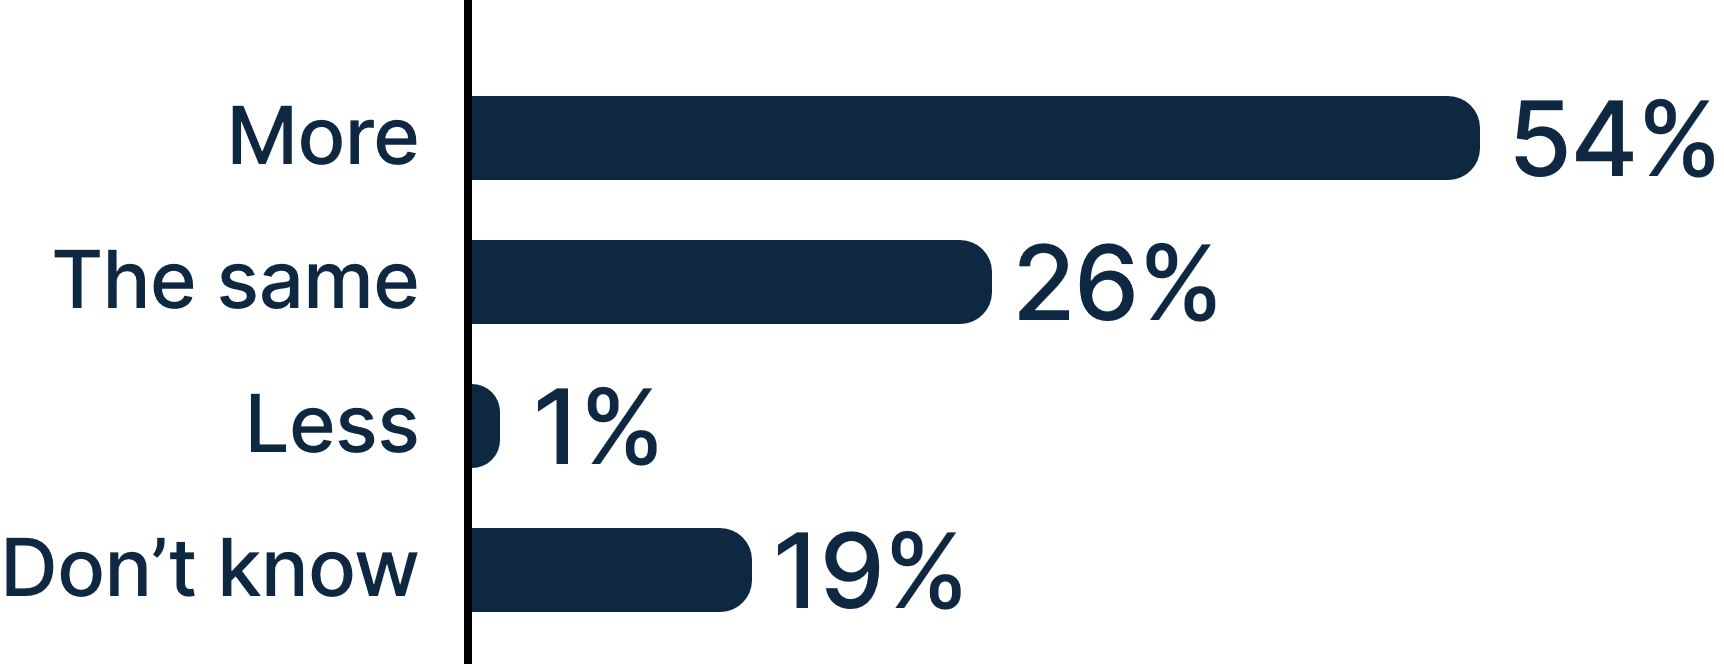 More 54%
The same 26%
Less 1%
Don’t know 19%